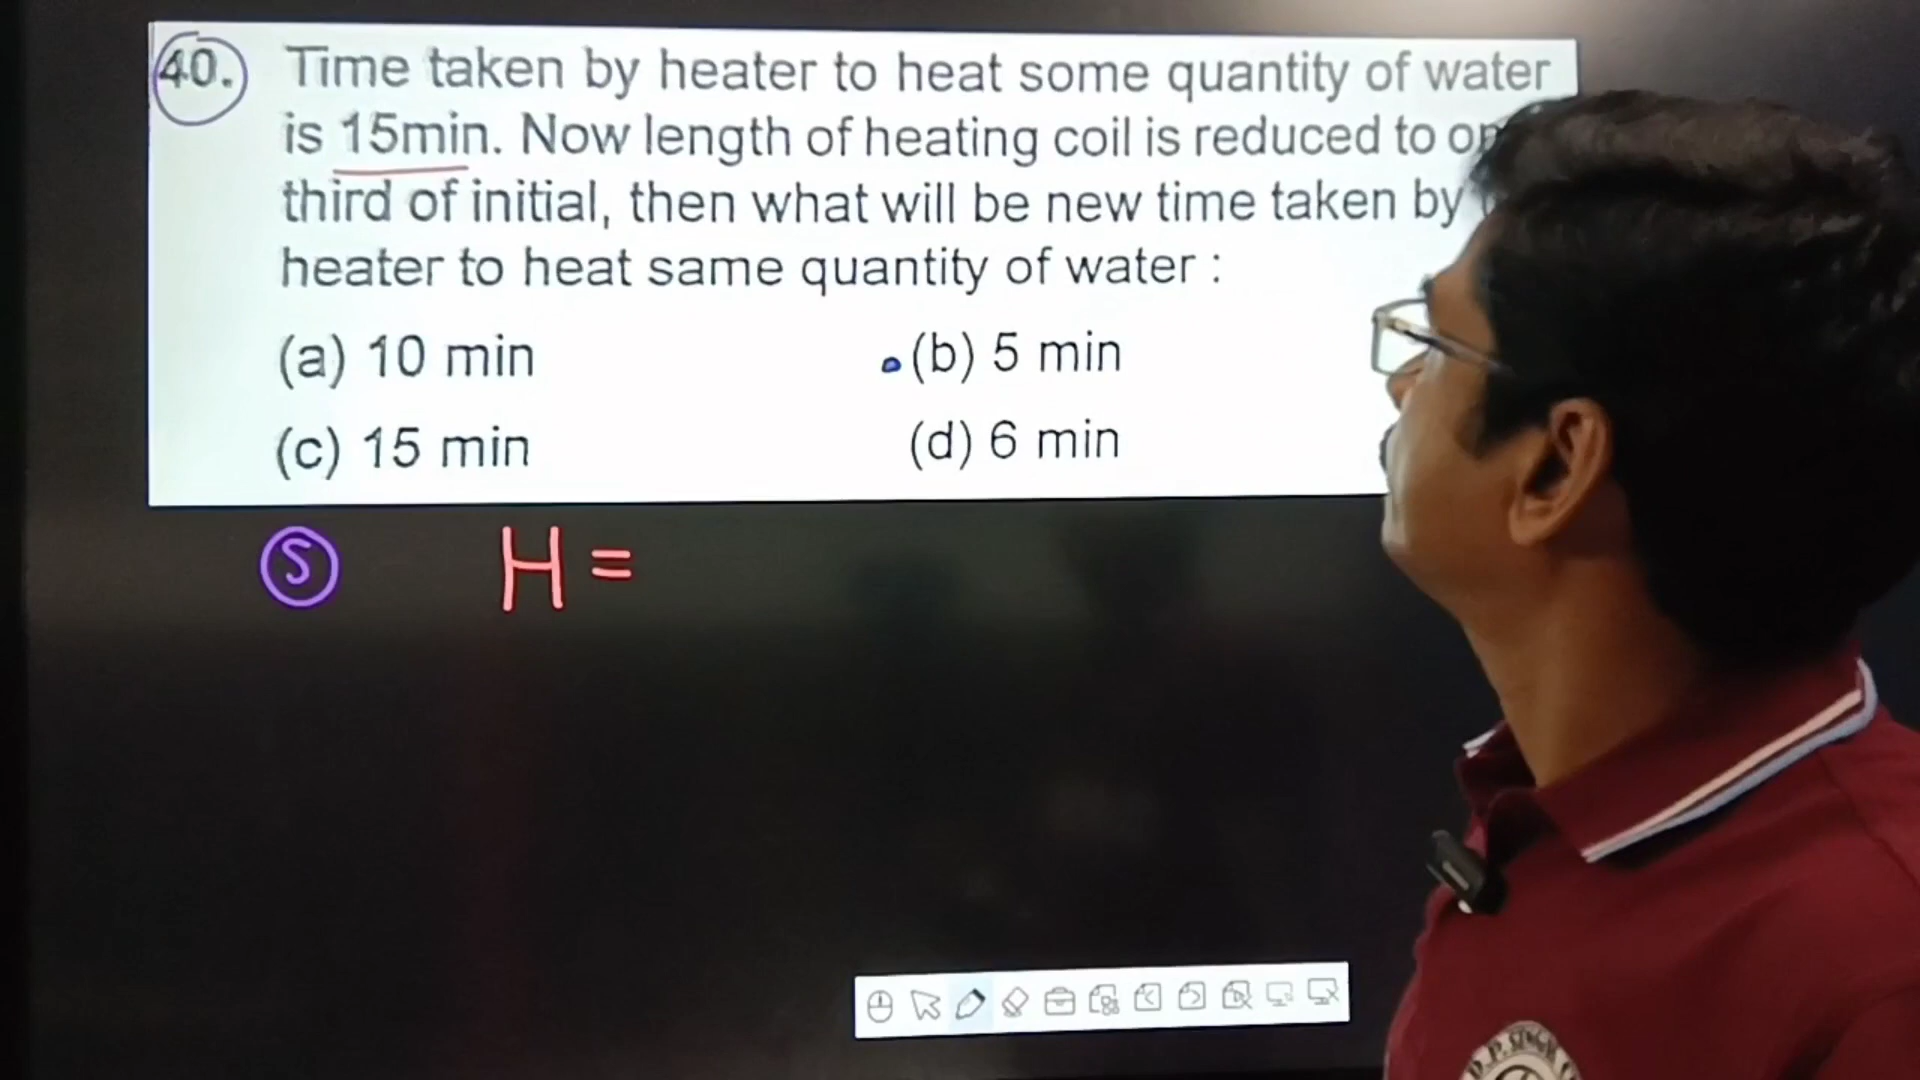 40. Time taken by heater to heat some quantity of water
is 15min. Now length of heating coil is reduced to
third of initial, then what will be new time taken by
heater to heat same quantity of water :
(a) 10 min (b) 5 min
(c) 15 min (d) 6 min
S H =
P. SINGH